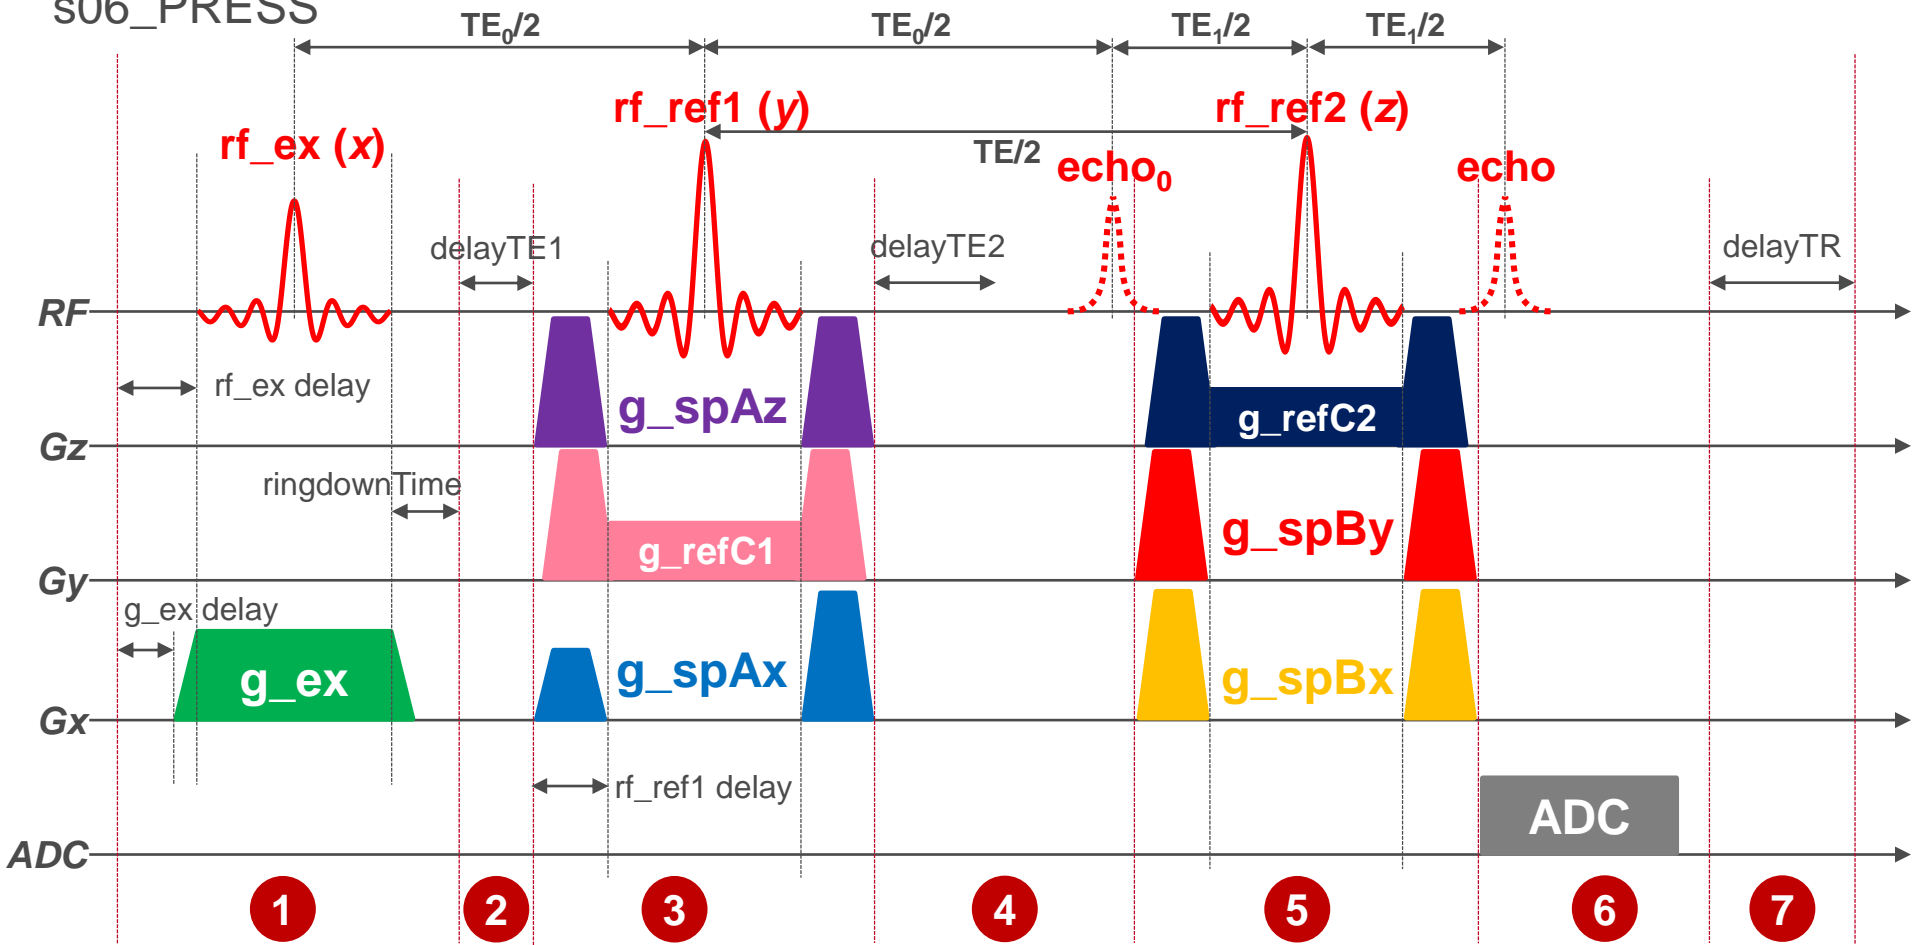 s06_PRESS
TE₀/2
TE₀/2
TE₁/2
TE₁/2
rf_ref1 (y)
rf_ref2 (z)
rf_ex (x)
TE/2
echo₀
echo
delayTE1
delayTE2
delayTR
RF
rf_ex delay
g_spAz
g_refC2
Gz
ringdownTime
g_refC1
g_spBy
Gy
g_ex delay
g_ex
g_spAx
g_spBx
Gx
rf_ref1 delay
ADC
ADC
1
2
3
4
5
6
7